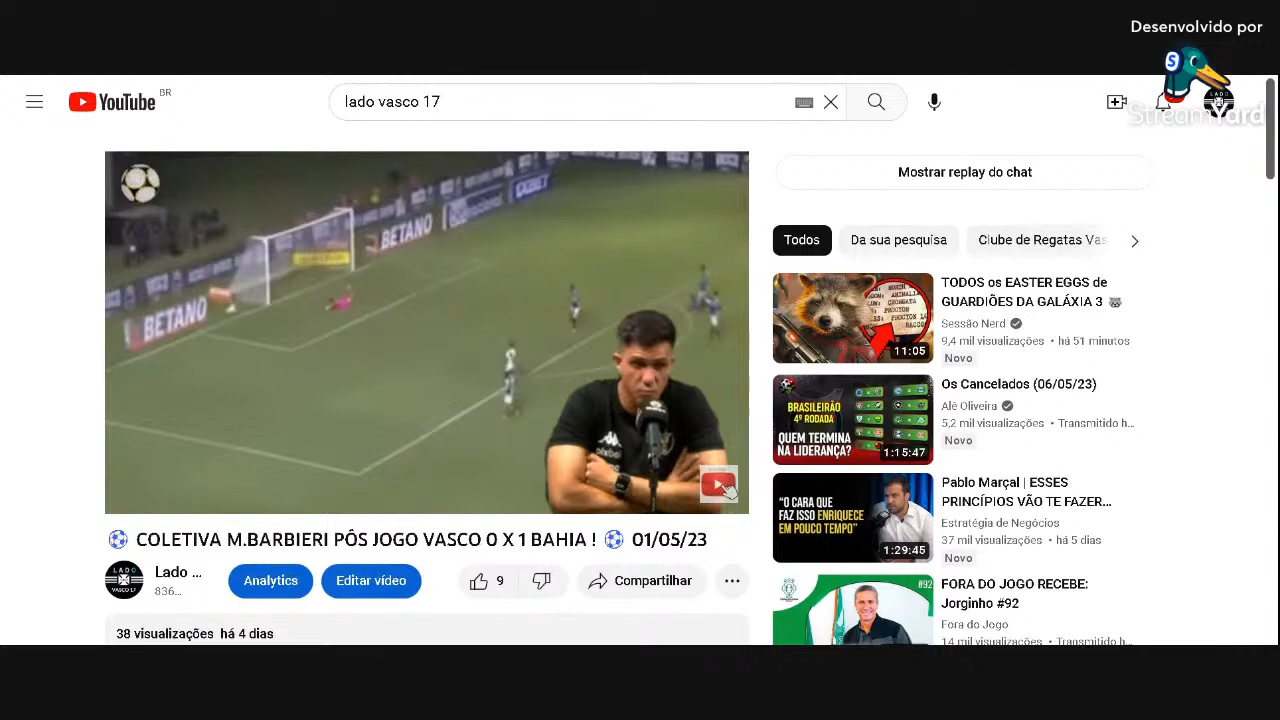 Desenvolvido por
StreamYard
YouTube BR
lado vasco 17
BETANO
BETANO
Mostrar replay do chat
Todos
Da sua pesquisa
Clube de Regatas Vas
TODOS os EASTER EGGS de
GUARDIÕES DA GALÁXIA 3
Sessão Nerd
9,4 mil visualizações • há 51 minutos
Novo
11:05
Os Cancelados (06/05/23)
Alê Oliveira
5,2 mil visualizações • Transmitido h...
Novo
BRASILEIRÃO
4ª RODADA
QUEM TERMINA
NA LIDERANÇA?
1:15:47
Pablo Marçal | ESSES
PRINCÍPIOS VÃO TE FAZER...
Estratégia de Negócios
37 mil visualizações • há 5 dias
Novo
"O CARA QUE
FAZ ISSO ENRIQUECE
EM POUCO TEMPO"
1:29:45
FORA DO JOGO RECEBE:
Jorginho #92
Fora do Jogo
14 mil visualizações • Transmitido h...
#92
⚽ COLETIVA M.BARBIERI PÔS JOGO VASCO 0 X 1 BAHIA ! ⚽ 01/05/23
LADO
VASCO 17
Lado ...
836...
Analytics
Editar vídeo
9
Compartilhar
38 visualizações há 4 dias